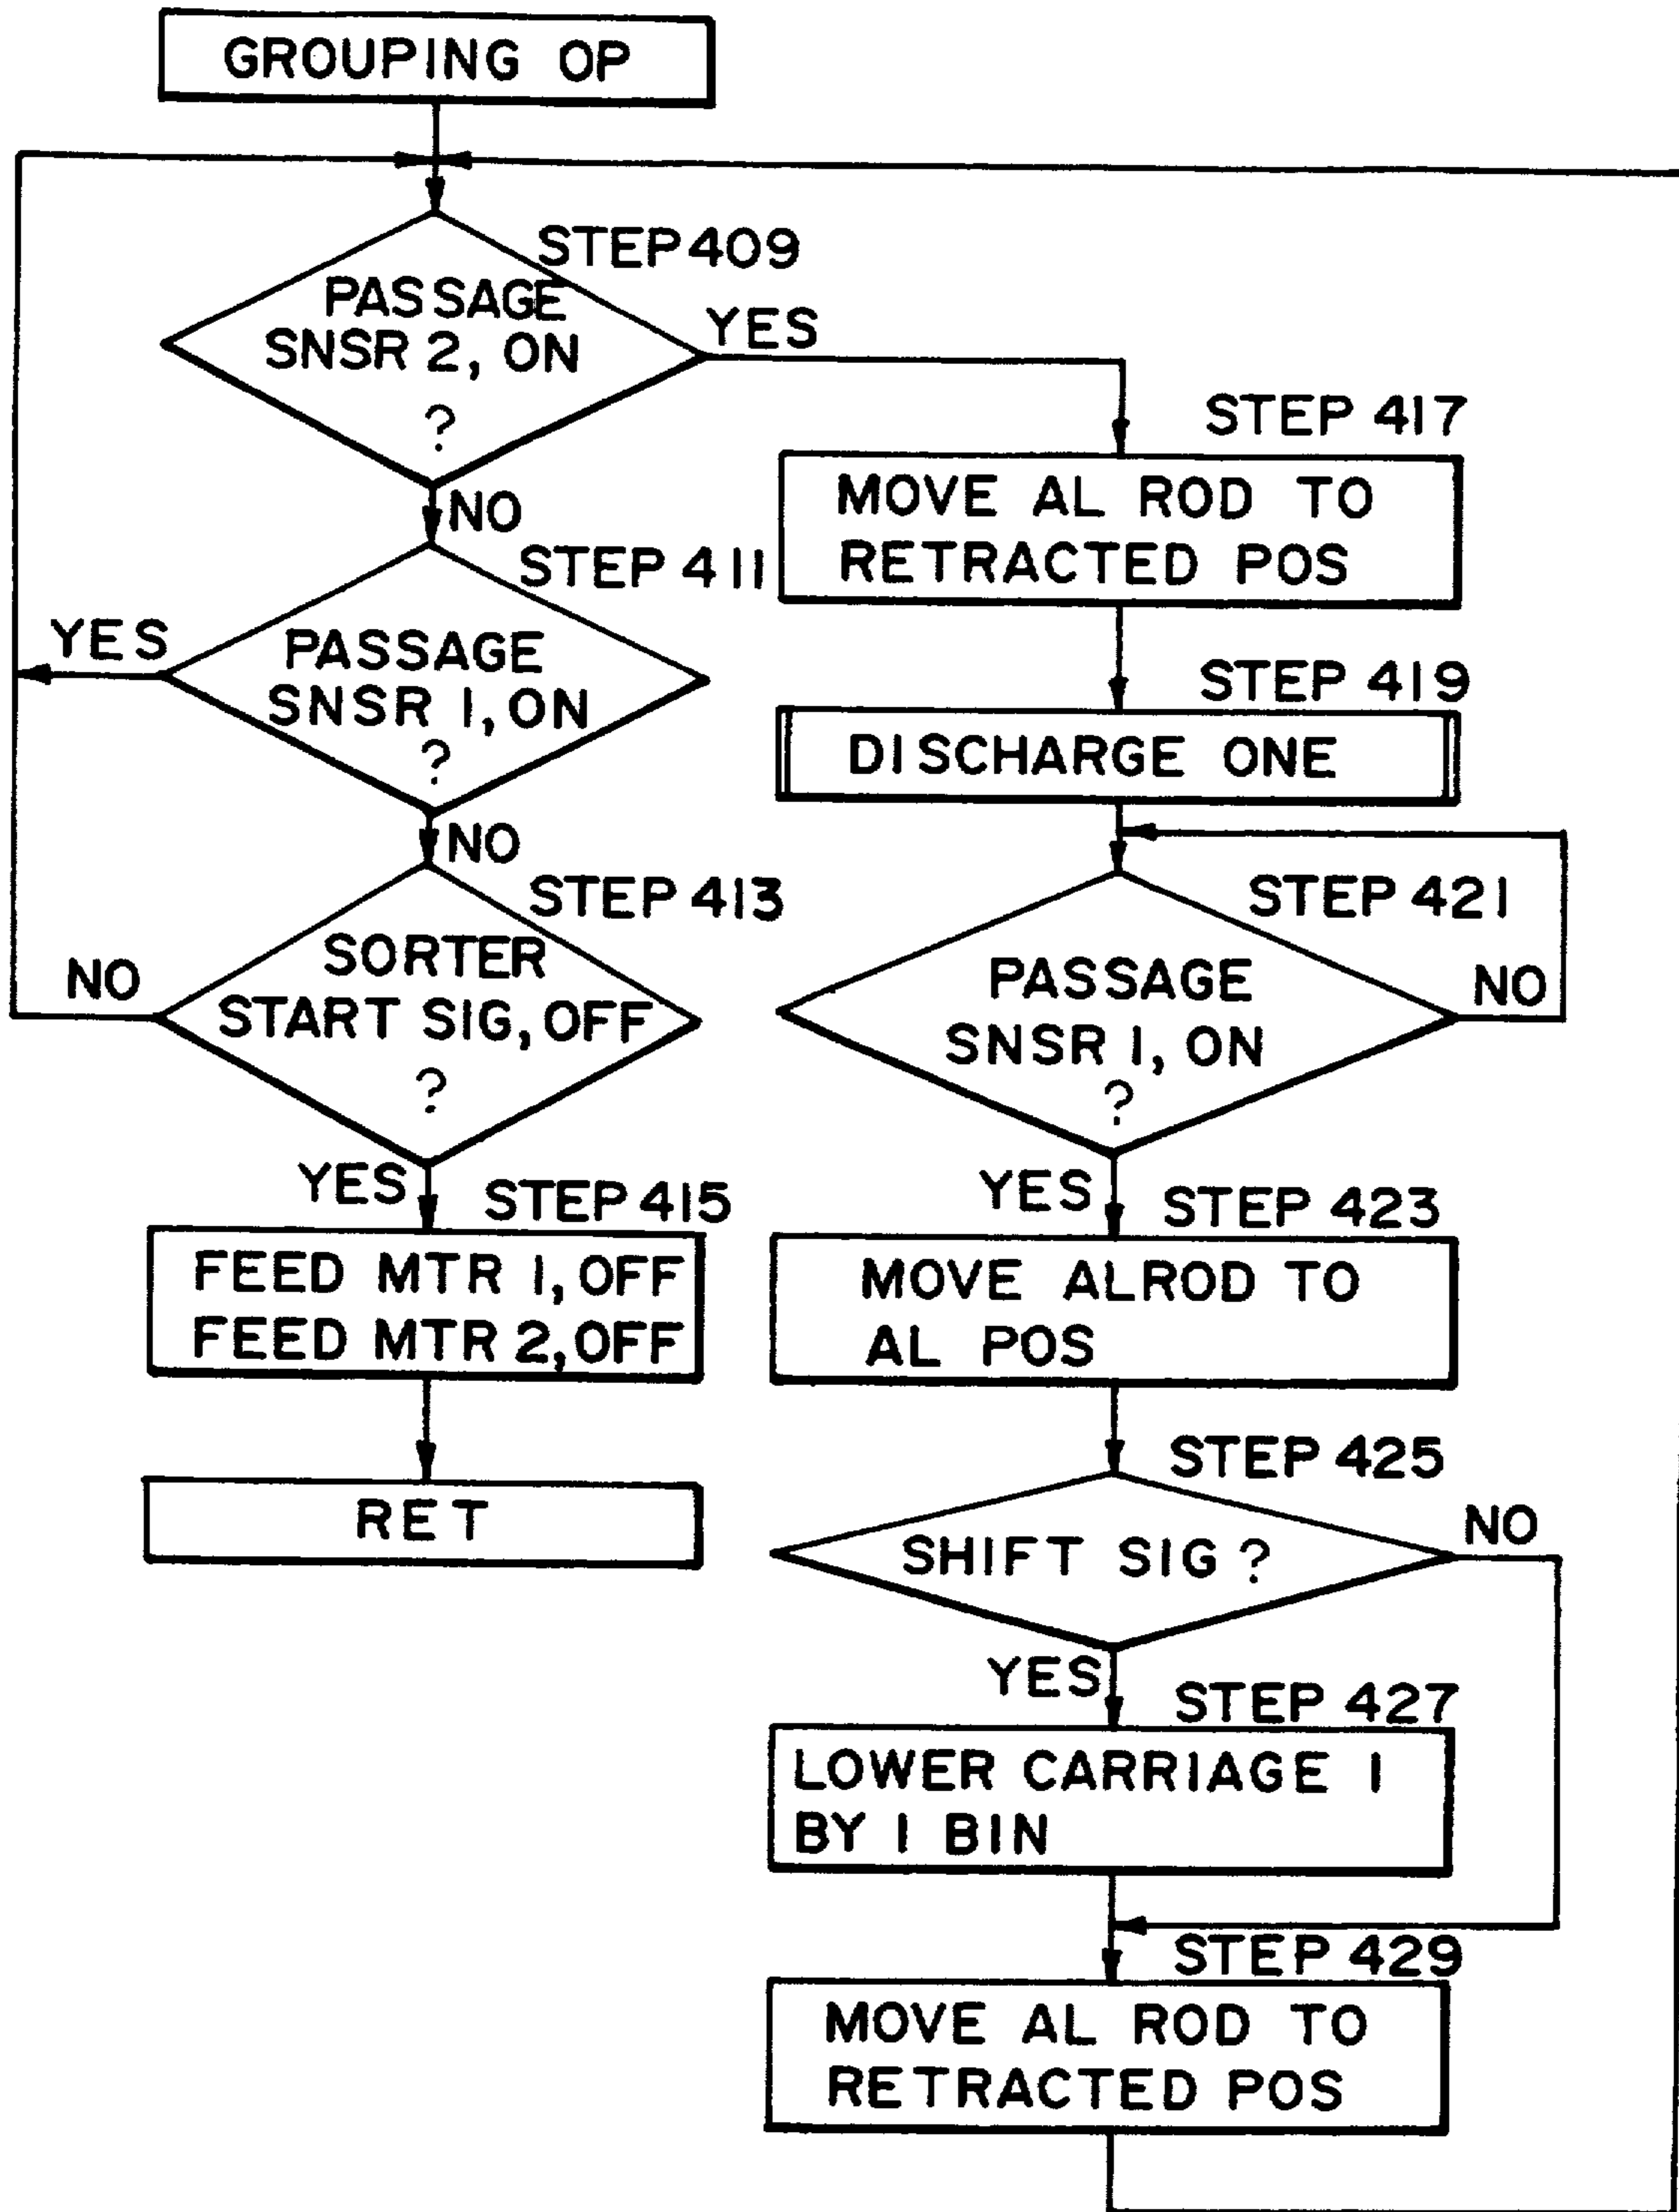 GROUPING OP
STEP 409
PASSAGE
SNSR 2, ON
?
YES
NO
STEP 411
PASSAGE
SNSR 1, ON
?
YES
NO
STEP 413
SORTER
START SIG, OFF
?
NO
YES
STEP 415
FEED MTR 1, OFF
FEED MTR 2, OFF
RET
STEP 417
MOVE AL ROD TO
RETRACTED POS
STEP 419
DISCHARGE ONE
STEP 421
PASSAGE
SNSR 1, ON
?
NO
YES
STEP 423
MOVE ALROD TO
AL POS
STEP 425
SHIFT SIG ?
NO
YES
STEP 427
LOWER CARRIAGE 1
BY 1 BIN
STEP 429
MOVE AL ROD TO
RETRACTED POS